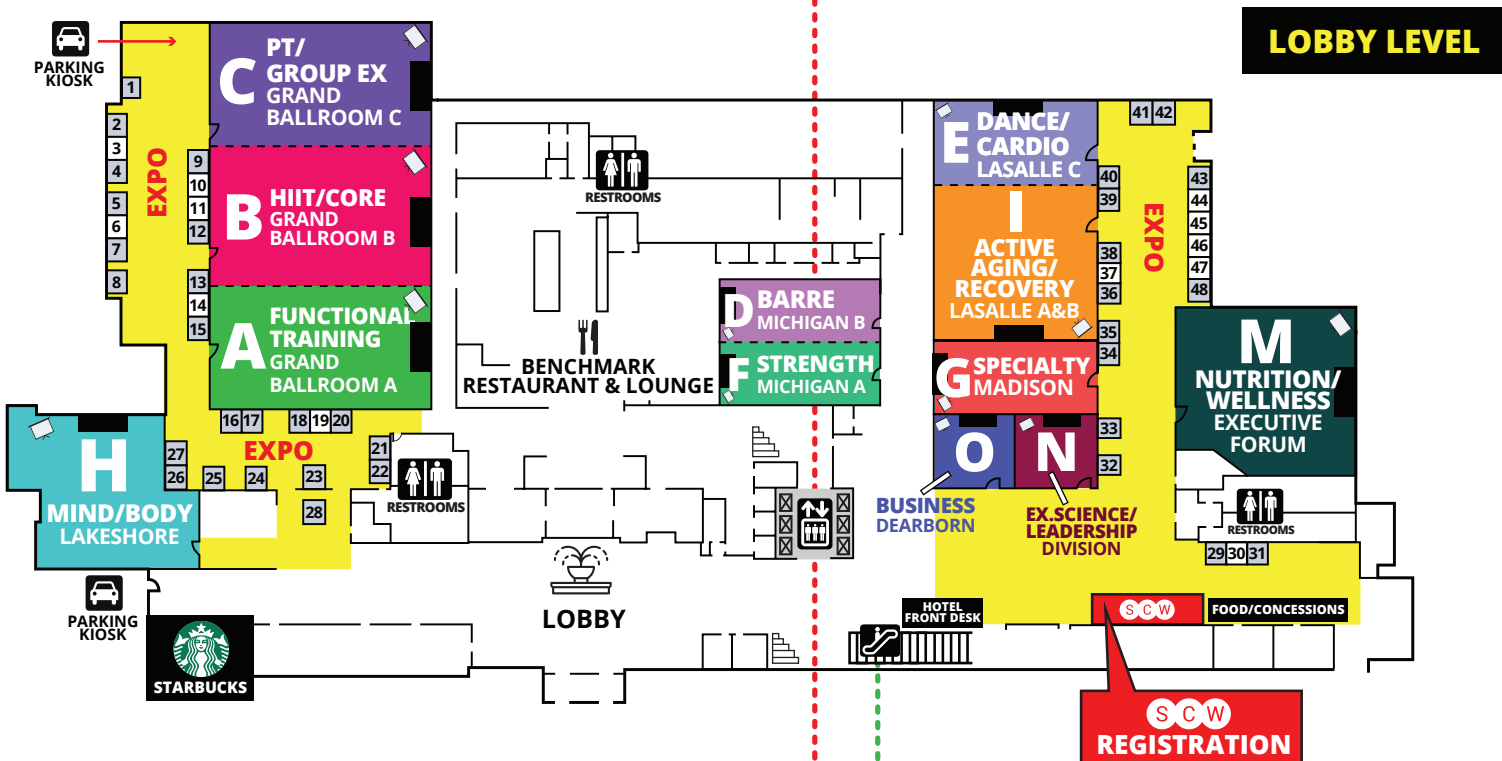 LOBBY LEVEL
PARKING
KIOSK
EXPO
1
2
3
4
5
6
7
8
9
10
11
12
13
14
15
C
PT/
GROUP EX
GRAND
BALLROOM C
B
HIIT/CORE
GRAND
BALLROOM B
A
FUNCTIONAL
TRAINING
GRAND
BALLROOM A
16 17 18 19 20
EXPO
21
22
27
26 25 24 23
28
H
MIND/BODY
LAKESHORE
RESTROOMS
PARKING
KIOSK
STARBUCKS
RESTROOMS
BENCHMARK
RESTAURANT & LOUNGE
D
BARRE
MICHIGAN B
F
STRENGTH
MICHIGAN A
LOBBY
E
DANCE/
CARDIO
LASALLE C
I
ACTIVE
AGING/
RECOVERY
LASALLE A&B
G
SPECIALTY
MADISON
O
N
BUSINESS
DEARBORN
EX.SCIENCE/
LEADERSHIP
DIVISION
41 42
40
39
38
37
36
35
34
33
32
EXPO
43
44
45
46
47
48
M
NUTRITION/
WELLNESS
EXECUTIVE
FORUM
RESTROOMS
29 30 31
HOTEL
FRONT DESK
SCW
FOOD/CONCESSIONS
SCW
REGISTRATION